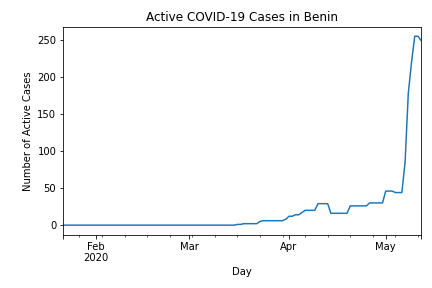 Active COVID-19 Cases in Benin
Number of Active Cases
250
200
150
100
50
0
Feb
2020
Mar
Apr
May
Day